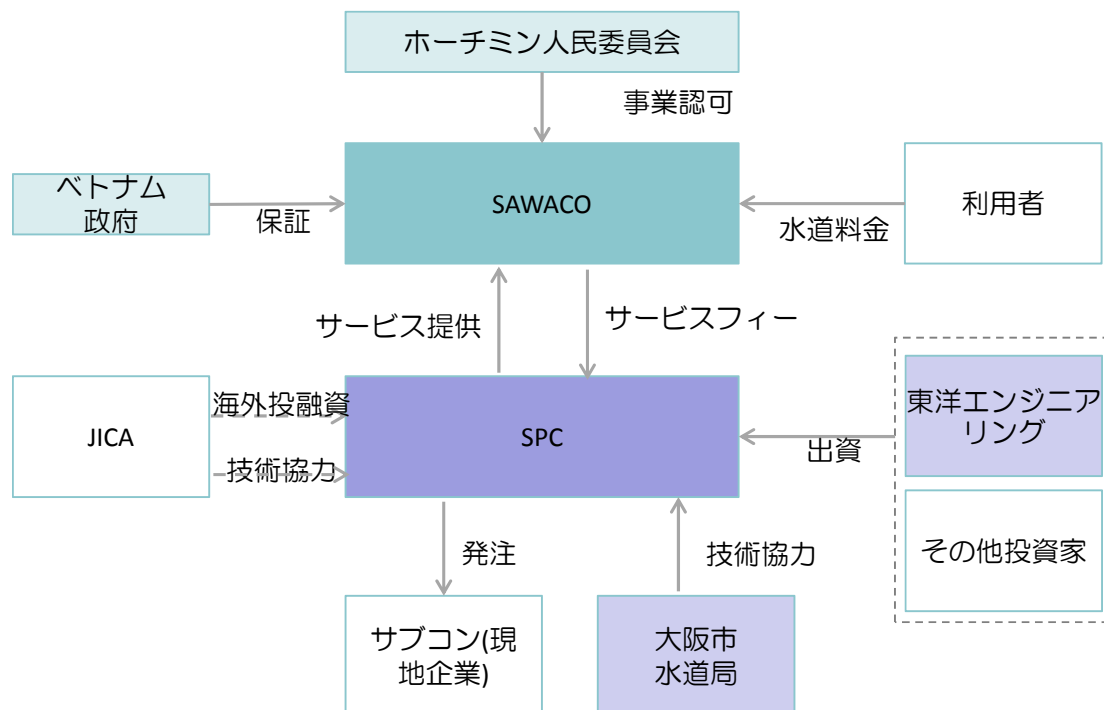 ホーチミン人民委員会
事業認可
ベトナム
政府
保証
SAWACO
水道料金
利用者
サービス提供
サービスフィー
JICA
海外投融資
技術協力
SPC
出資
東洋エンジニア
リング
その他投資家
発注
技術協力
サブコン(現
地企業)
大阪市
水道局